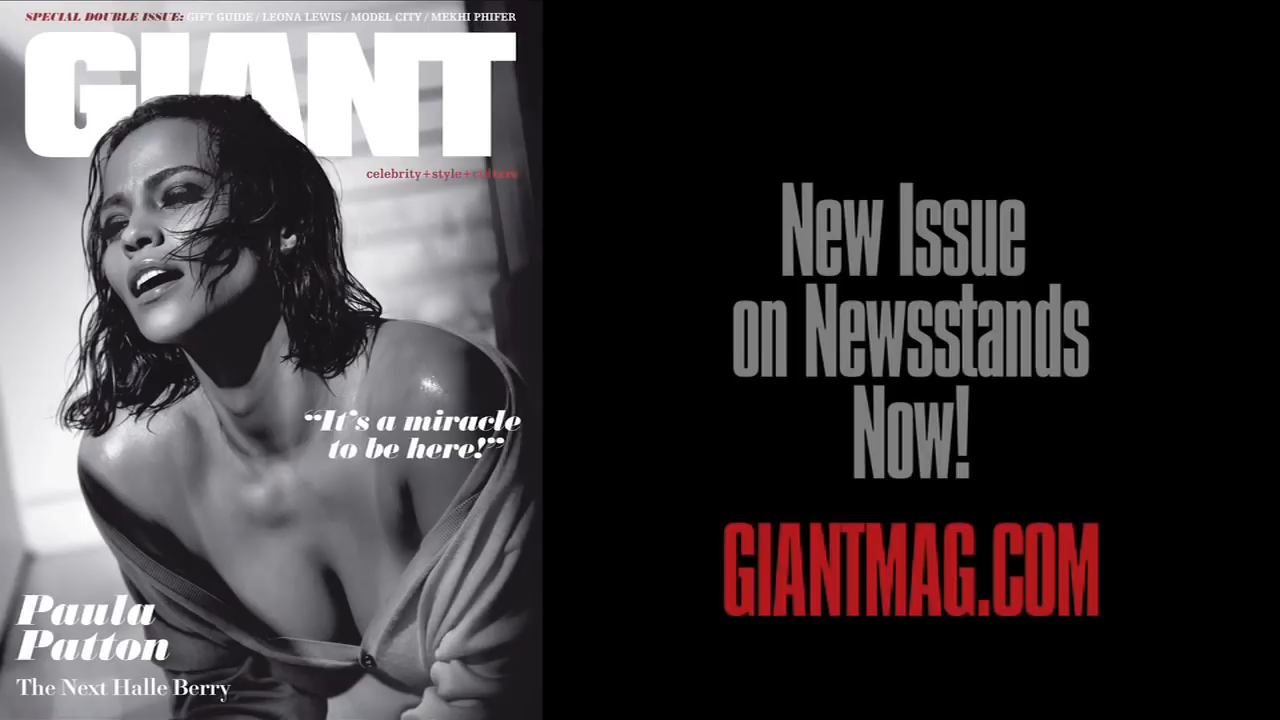 SPECIAL DOUBLE ISSUE: GIFT GUIDE / LEONA LEWIS / MODEL CITY / MEKHI PHIFER
GIANT
celebrity+style+culture
“It’s a miracle
to be here!”
Paula
Patton
The Next Halle Berry
New Issue
on Newsstands
Now!
GIANTMAG.COM